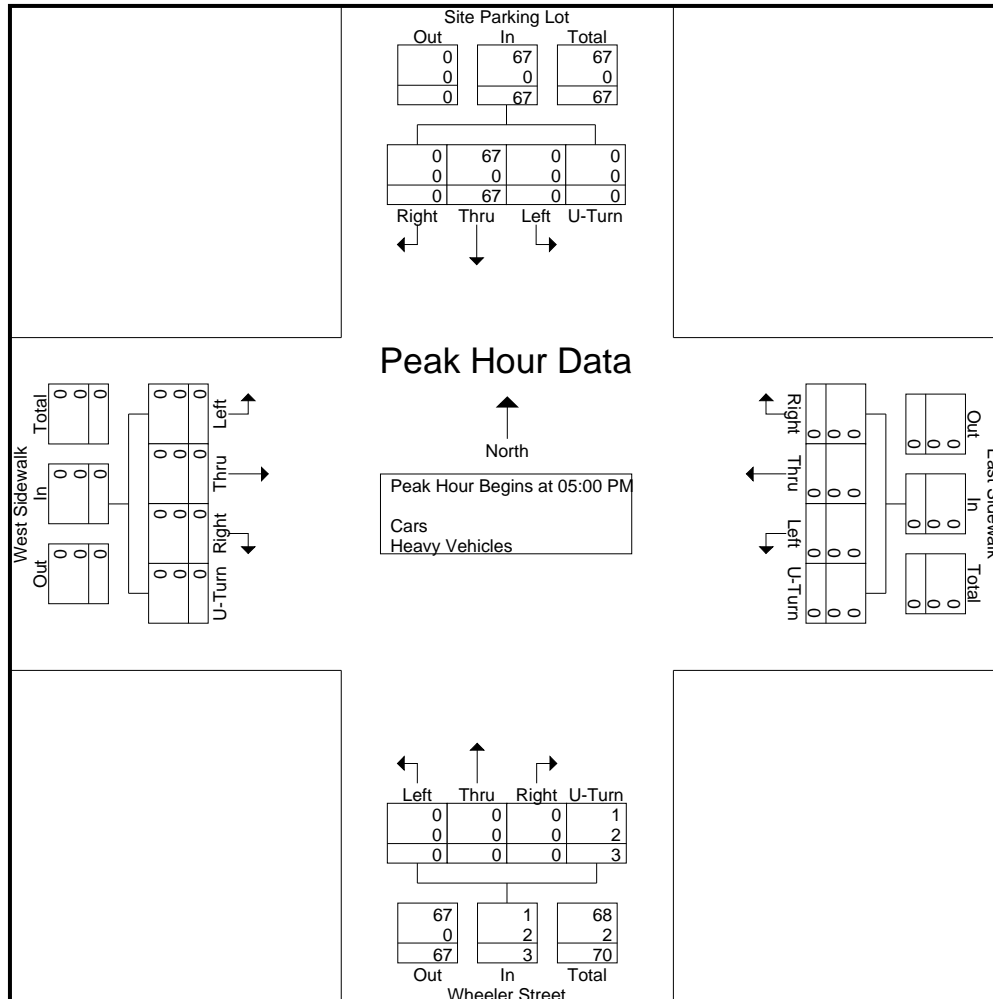 Site Parking Lot
Out In Total
0 67 67
0 0 0
0 67 67
0 67 0 0
0 0 0 0
0 67 0 0
Right Thru Left U-Turn
Peak Hour Data
North
Peak Hour Begins at 05:00 PM
Cars
Heavy Vehicles
West Sidewalk
Out In Total
0 0 0
0 0 0
0 0 0
0 0 0 0
0 0 0 0
0 0 0 0
U-Turn Right Thru Left
Right Thru Left U-Turn
0 0 0 0
0 0 0 0
0 0 0 0
0 0 0
0 0 0
0 0 0
Out In Total
East Sidewalk
Left Thru Right U-Turn
0 0 0 1
0 0 0 2
0 0 0 3
67 1 68
0 2 2
67 3 70
Out In Total
Wheeler Street